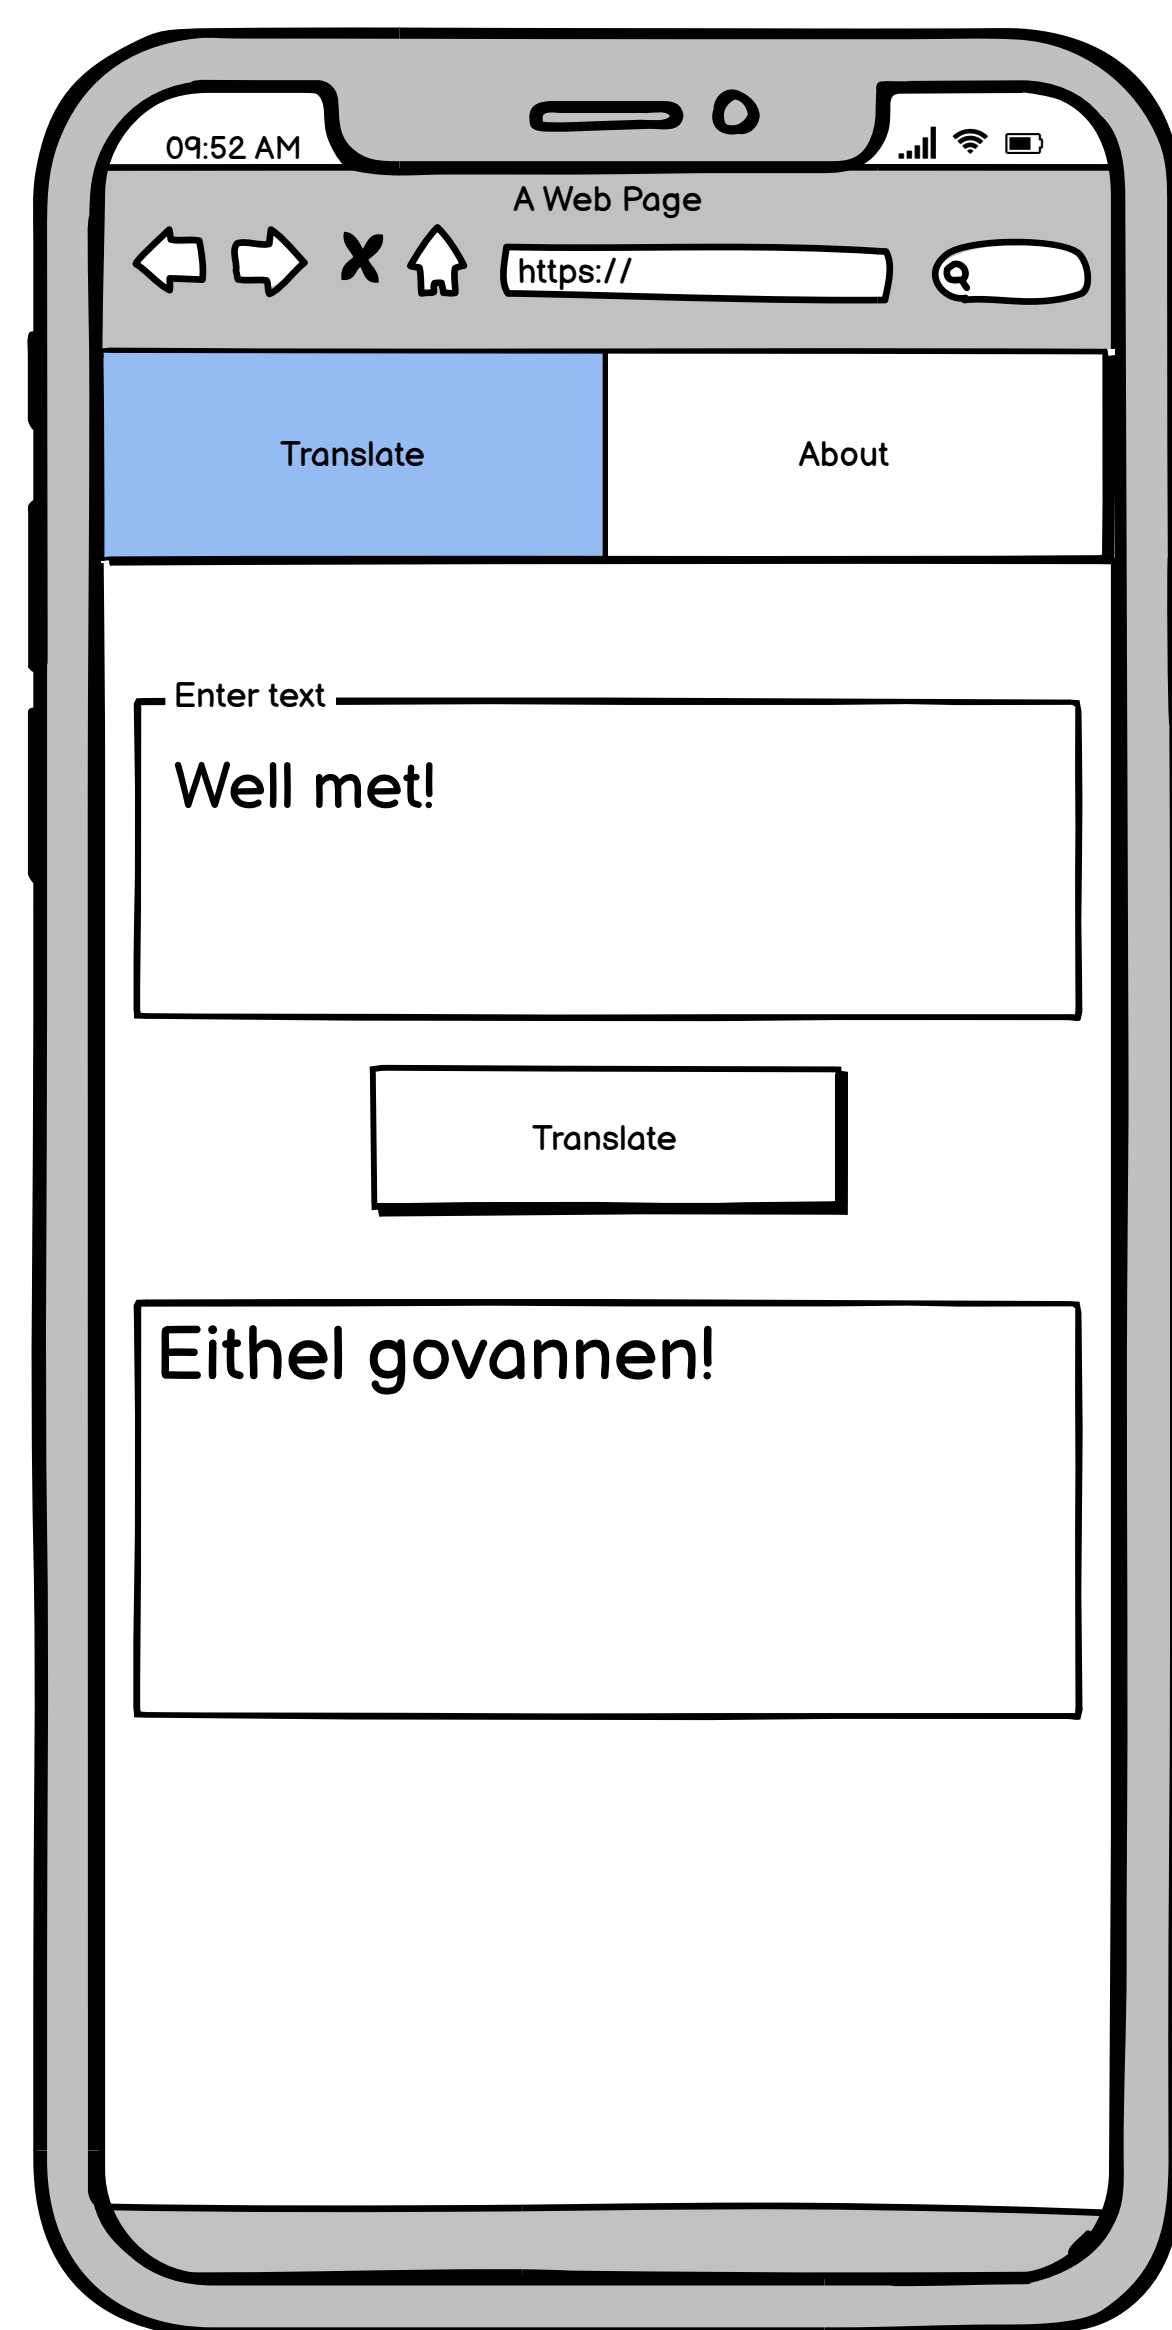 09:52 AM
A Web Page
https://
Translate
About
Enter text
Well met!
Translate
Eithel govannen!